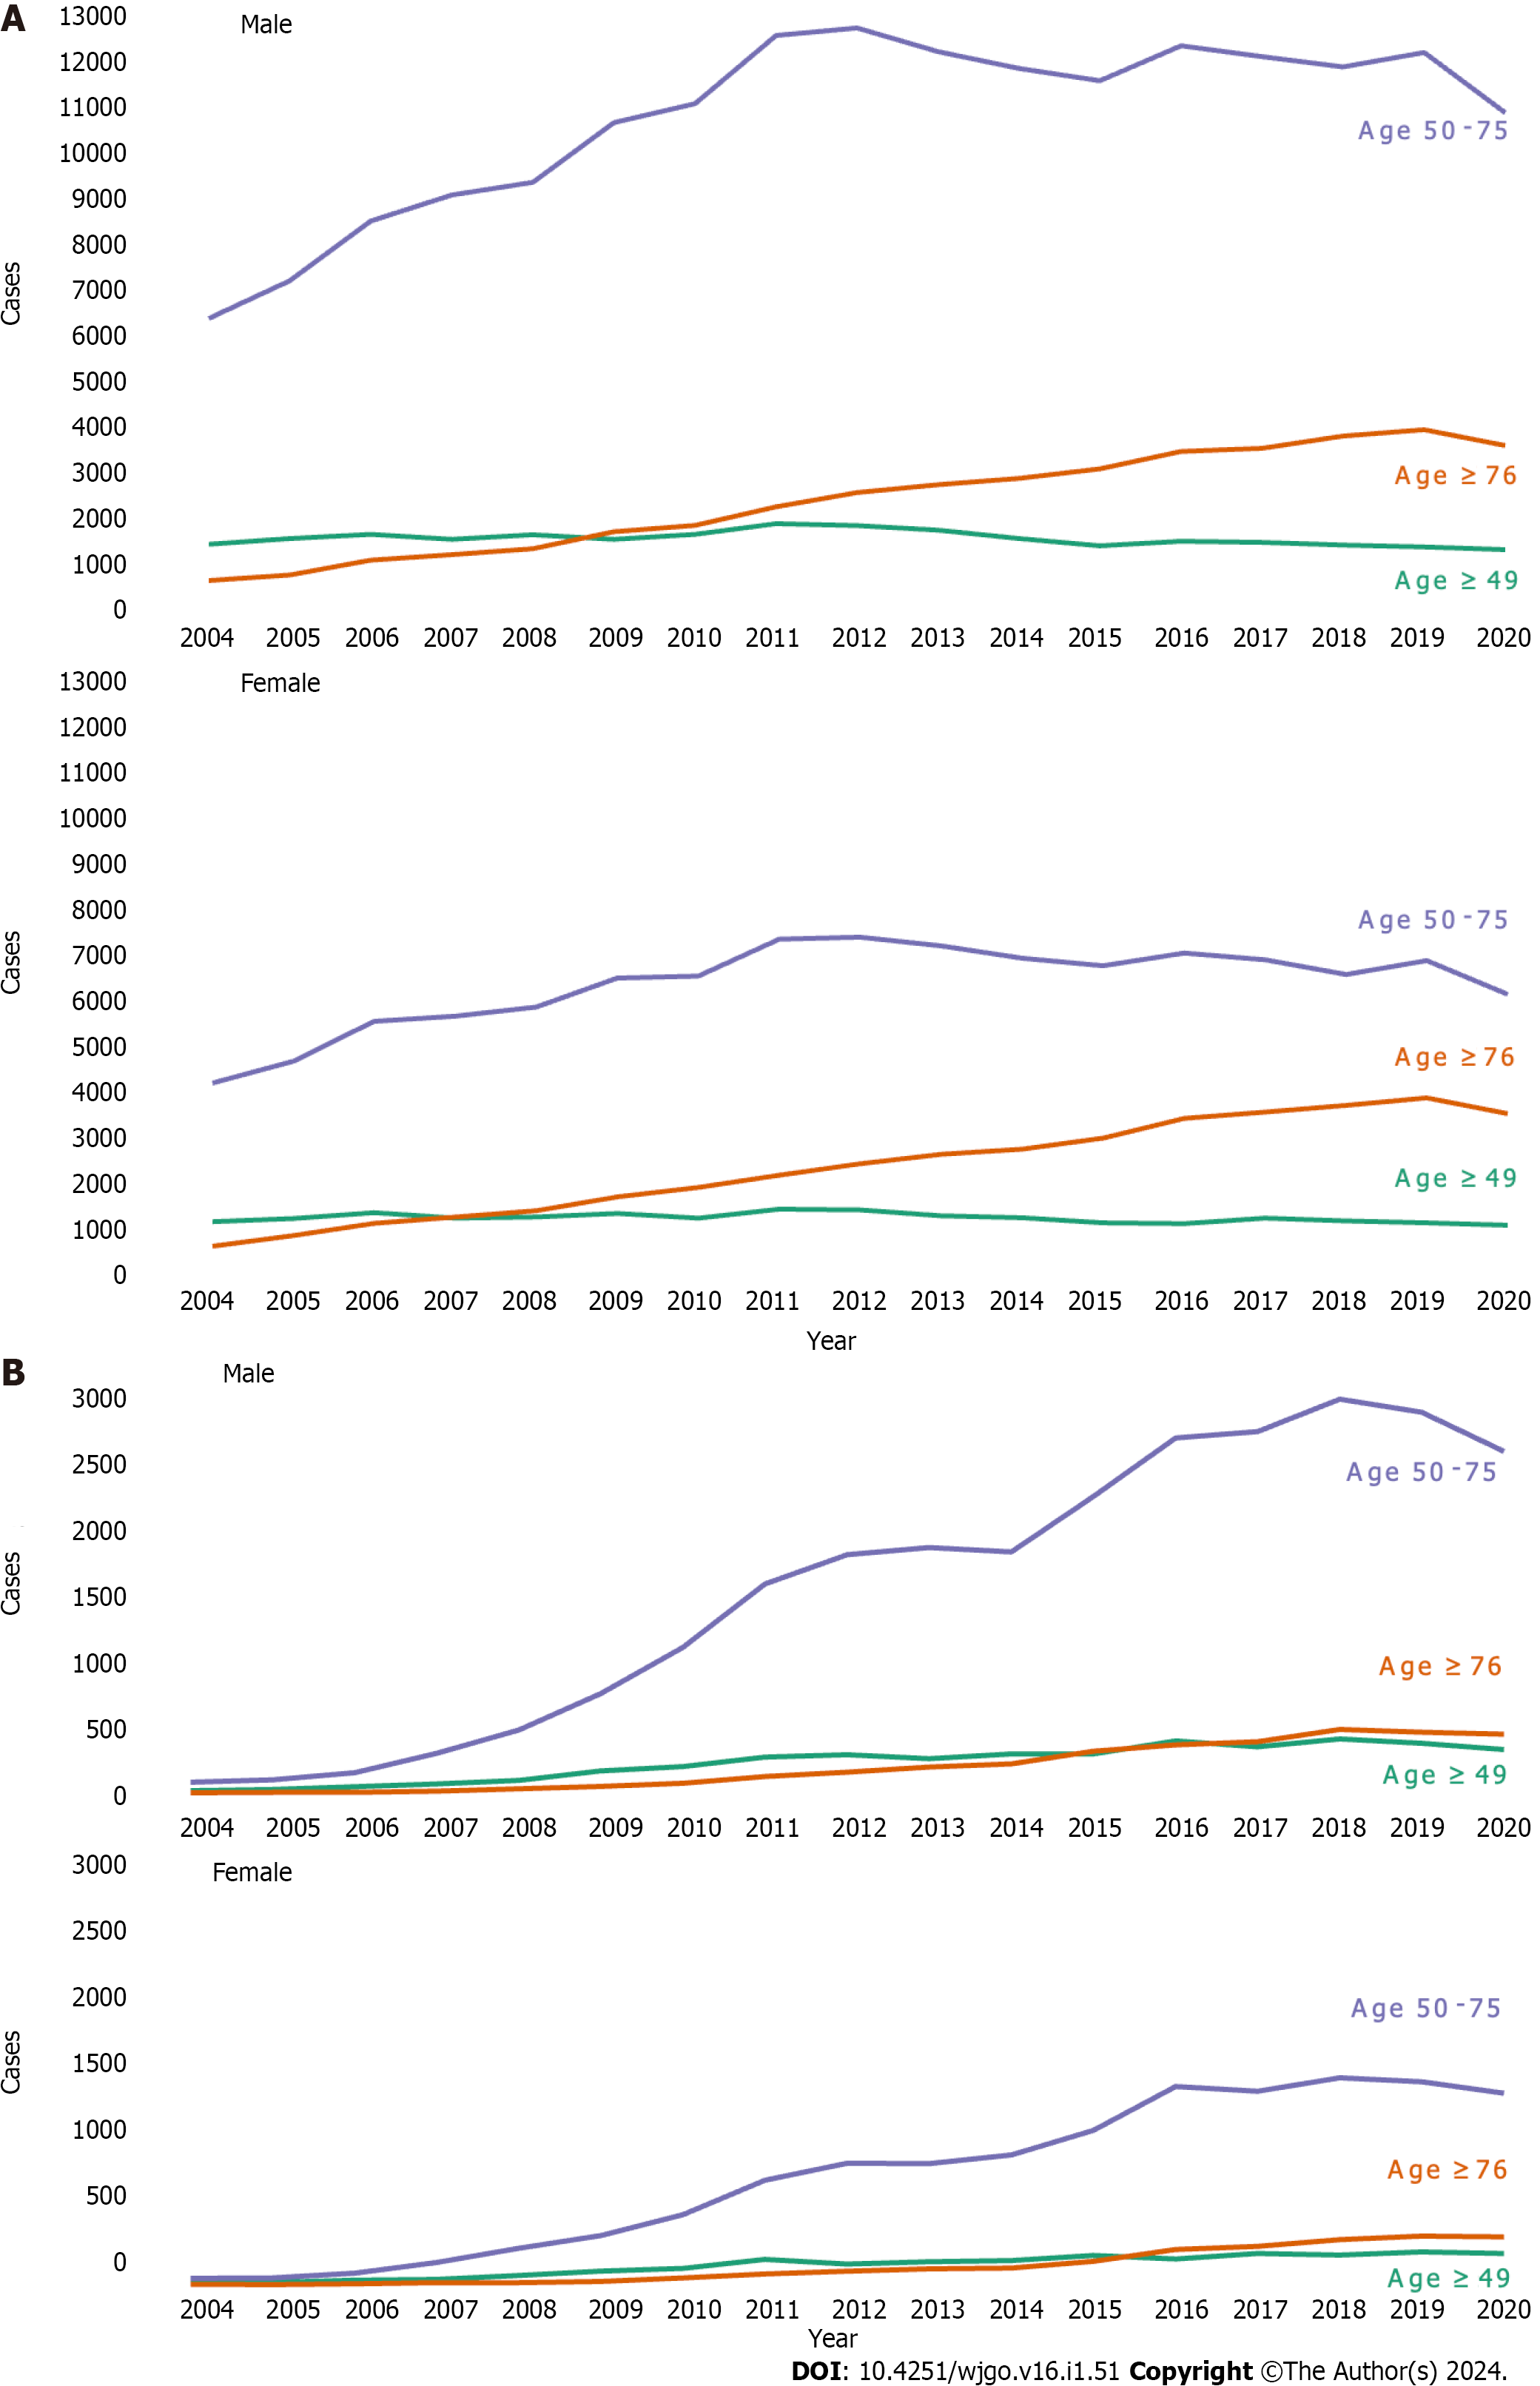 A
Male
13000
12000
11000
10000
9000
8000
7000
6000
5000
4000
3000
2000
1000
0
Cases
Age 50-75
Age ≥ 76
Age ≥ 49
2004 2005 2006 2007 2008 2009 2010 2011 2012 2013 2014 2015 2016 2017 2018 2019 2020
Female
13000
12000
11000
10000
9000
8000
7000
6000
5000
4000
3000
2000
1000
0
Cases
Age 50-75
Age ≥ 76
Age ≥ 49
2004 2005 2006 2007 2008 2009 2010 2011 2012 2013 2014 2015 2016 2017 2018 2019 2020
Year
B
Male
3000
2500
2000
1500
1000
500
0
Cases
Age 50-75
Age ≥ 76
Age ≥ 49
2004 2005 2006 2007 2008 2009 2010 2011 2012 2013 2014 2015 2016 2017 2018 2019 2020
Female
3000
2500
2000
1500
1000
500
0
Cases
Age 50-75
Age ≥ 76
Age ≥ 49
2004 2005 2006 2007 2008 2009 2010 2011 2012 2013 2014 2015 2016 2017 2018 2019 2020
Year
DOI: 10.4251/wjgo.v16.i1.51 Copyright ©The Author(s) 2024.